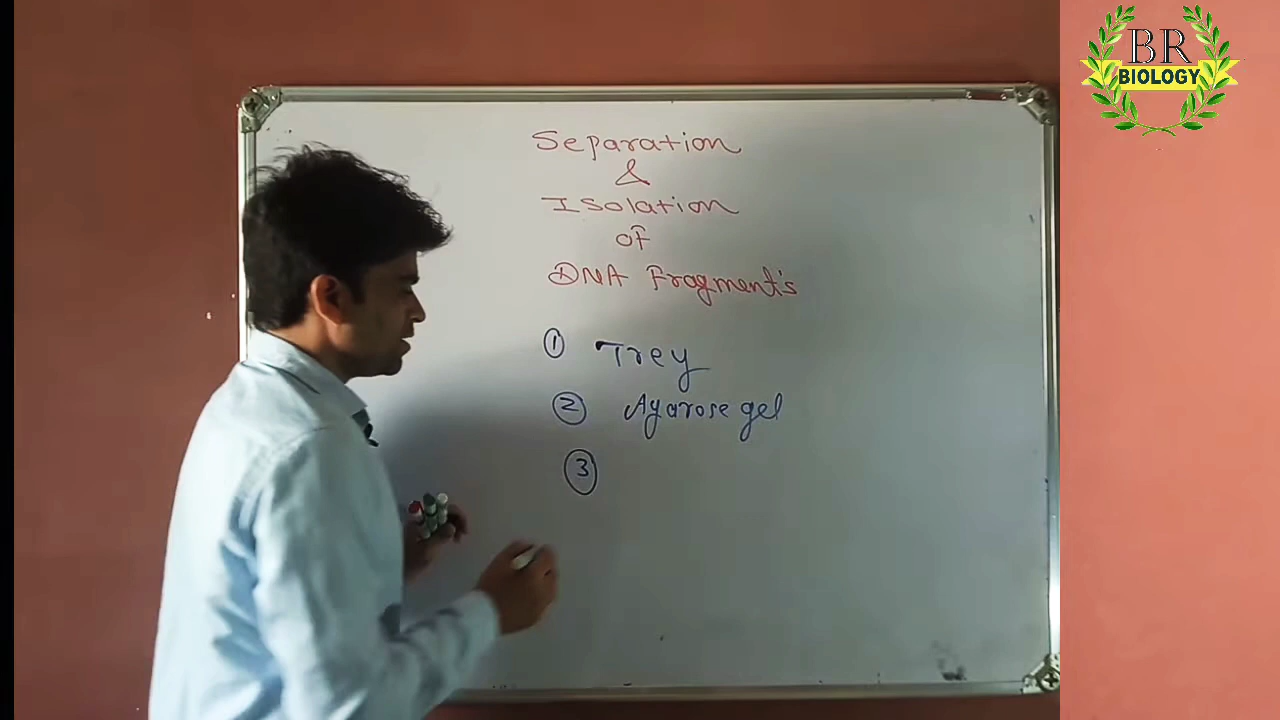 BR
BIOLOGY
Separation
&
Isolation
of
DNA Fragment's
① Trey
② Agarose gel
③